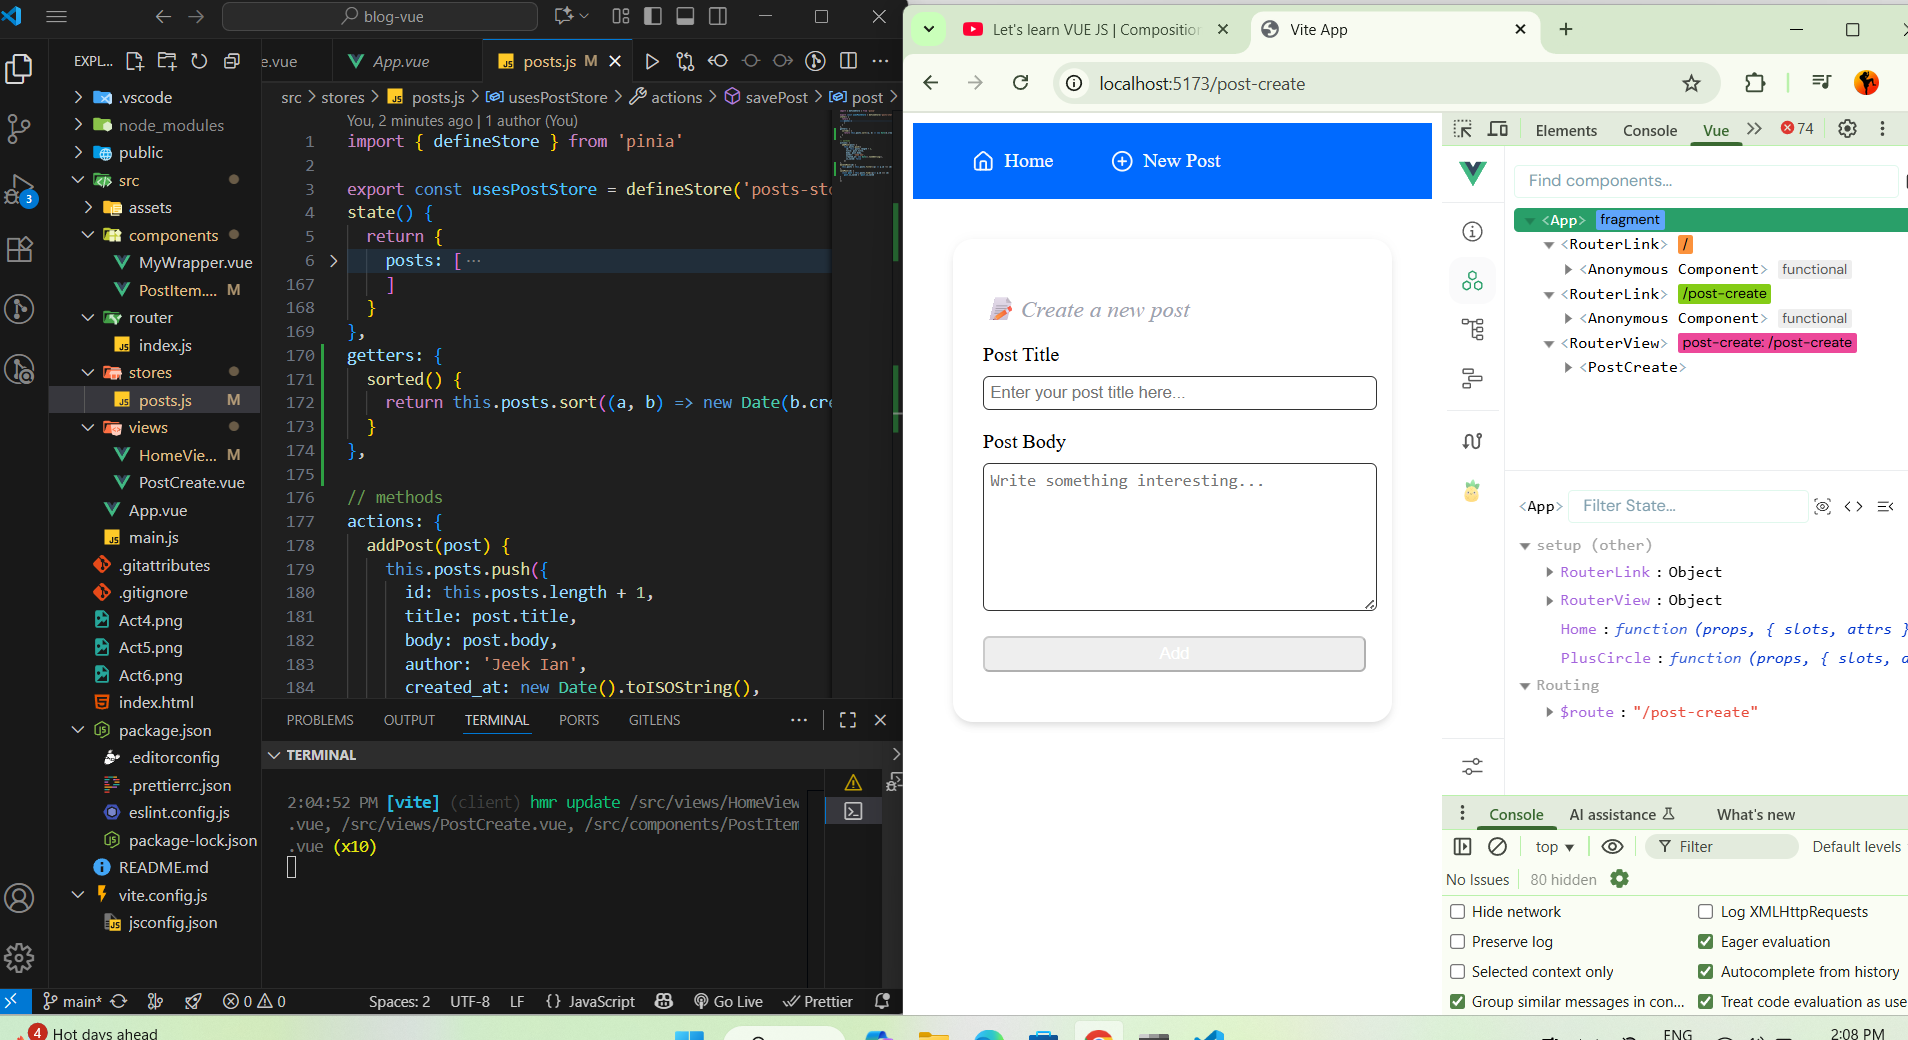 blog-vue
EXPL...
.vscode
node_modules
public
src
assets
components
MyWrapper.vue
PostItem.... M
router
index.js
stores
posts.js M
views
HomeVie... M
PostCreate.vue
App.vue
main.js
.gitattributes
.gitignore
Act4.png
Act5.png
Act6.png
index.html
package.json
.editorconfig
.prettierrc.json
eslint.config.js
package-lock.json
README.md
vite.config.js
jsconfig.json
3
e.vue
App.vue
posts.js M
src > stores > posts.js > usesPostStore > actions > savePost > post >
You, 2 minutes ago | 1 author (You)
1 import { defineStore } from 'pinia'
2
3 export const usesPostStore = defineStore('posts-sto
4 state() {
5 return {
6 posts: [ ...
167 ]
168 }
169 },
170 getters: {
171 sorted() {
172 return this.posts.sort((a, b) => new Date(b.cre
173 }
174 },
175
176 // methods
177 actions: {
178 addPost(post) {
179 this.posts.push({
180 id: this.posts.length + 1,
181 title: post.title,
182 body: post.body,
183 author: 'Jeek Ian',
184 created_at: new Date().toISOString(),
PROBLEMS OUTPUT TERMINAL PORTS GITLENS
TERMINAL
2:04:52 PM [vite] (client) hmr update /src/views/HomeView
.vue, /src/views/PostCreate.vue, /src/components/PostItem
.vue (x10)
main* 0 0 Spaces: 2 UTF-8 LF {} JavaScript Go Live Prettier
Let's learn VUE JS | Composition
Vite App
localhost:5173/post-create
Home
New Post
Create a new post
Post Title
Enter your post title here...
Post Body
Write something interesting...
Add
Elements Console Vue 74
Find components...
<App> fragment
<RouterLink> /
<Anonymous Component> functional
<RouterLink> /post-create
<Anonymous Component> functional
<RouterView> post-create: /post-create
<PostCreate>
<App> Filter State...
setup (other)
RouterLink : Object
RouterView : Object
Home : function (props, { slots, attrs }
PlusCircle : function (props, { slots, a
Routing
$route : "/post-create"
Console AI assistance What's new
top Filter Default levels
No Issues 80 hidden
Hide network
Log XMLHttpRequests
Preserve log
Eager evaluation
Selected context only
Autocomplete from history
Group similar messages in con...
Treat code evaluation as use
4 Hot days ahead
ENG
2:08 PM